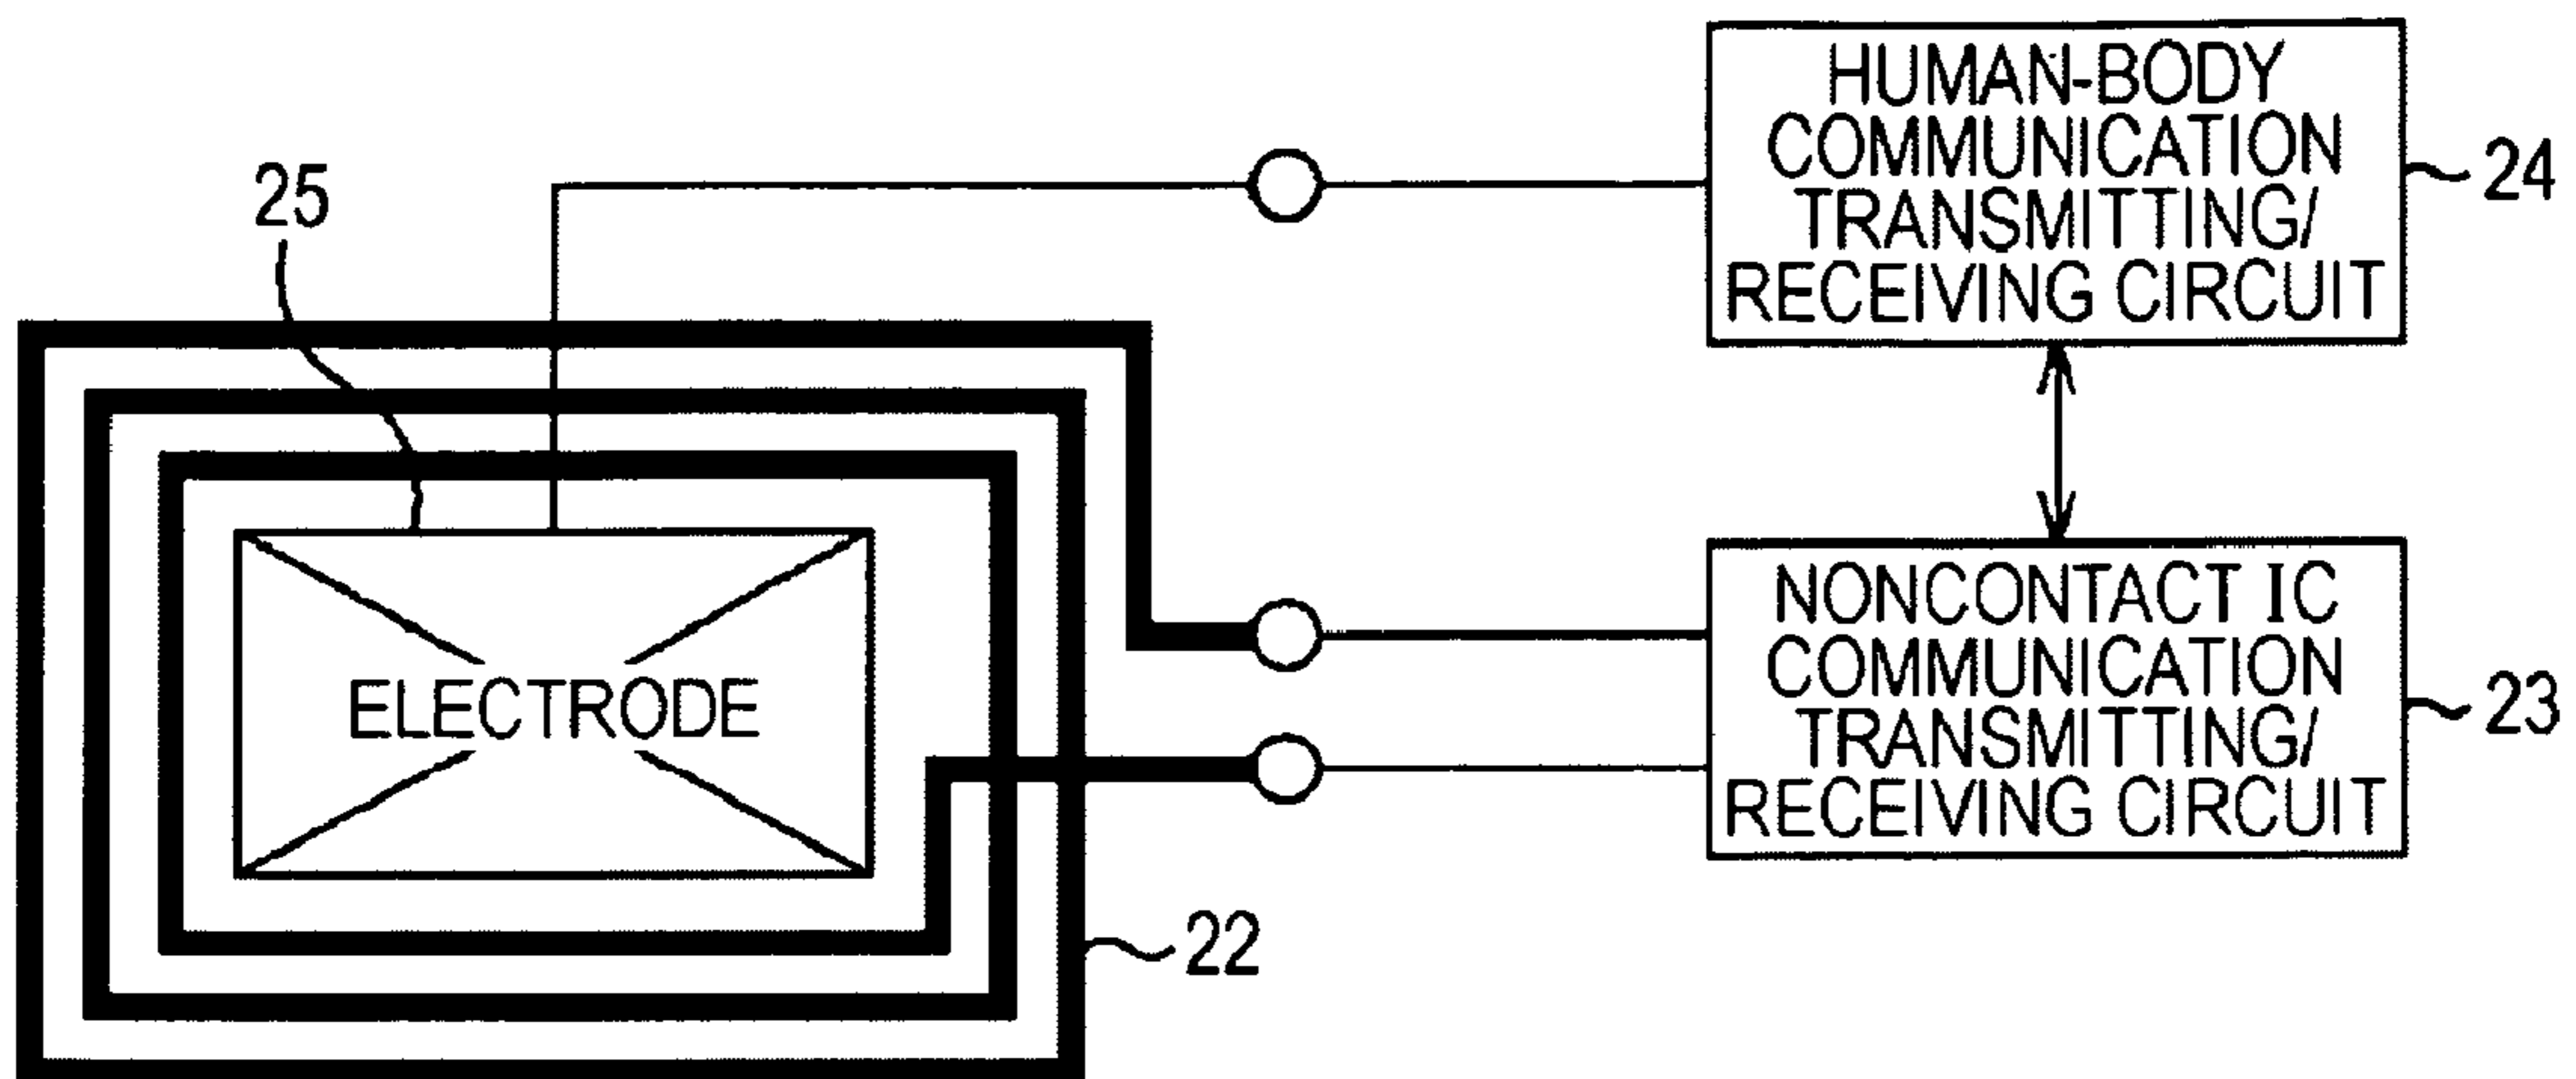 HUMAN-BODY
COMMUNICATION
TRANSMITTING/
RECEIVING CIRCUIT
24
25
ELECTRODE
NONCONTACT IC
COMMUNICATION
TRANSMITTING/
RECEIVING CIRCUIT
23
22